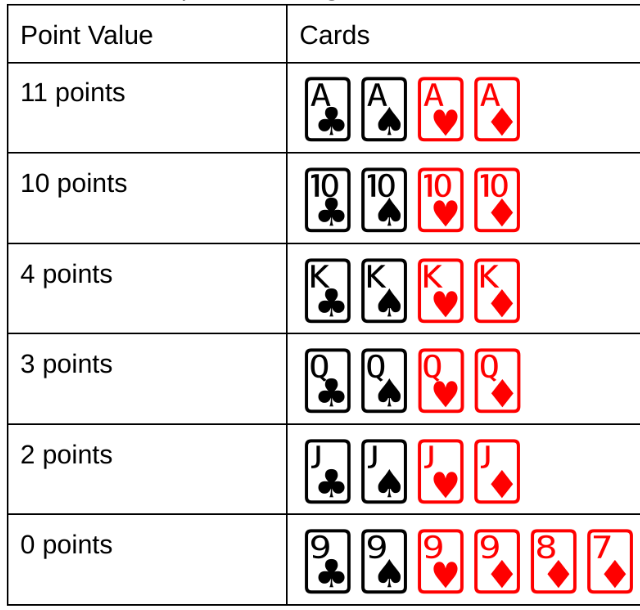 Point Value Cards
11 points A♣ A♠ A♥ A♦
10 points 10♣ 10♠ 10♥ 10♦
4 points K♣ K♠ K♥ K♦
3 points Q♣ Q♠ Q♥ Q♦
2 points J♣ J♠ J♥ J♦
0 points 9♣ 9♠ 9♥ 9♦ 8♦ 7♦